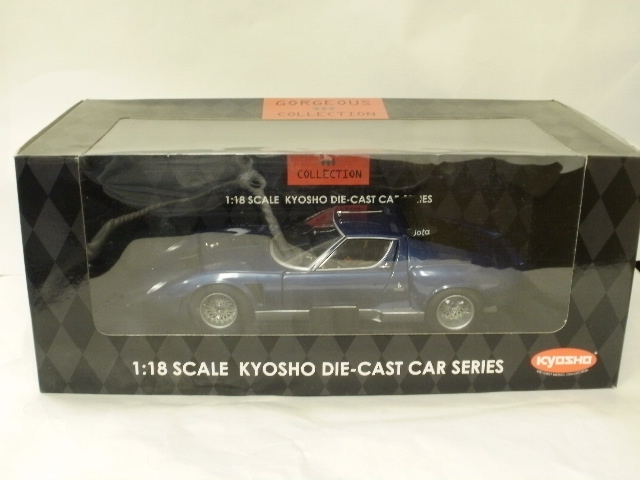 GORGEOUS
COLLECTION
COLLECTION
1:18 SCALE KYOSHO DIE-CAST CAR SERIES
Jota
1:18 SCALE KYOSHO DIE-CAST CAR SERIES
KYOSHO